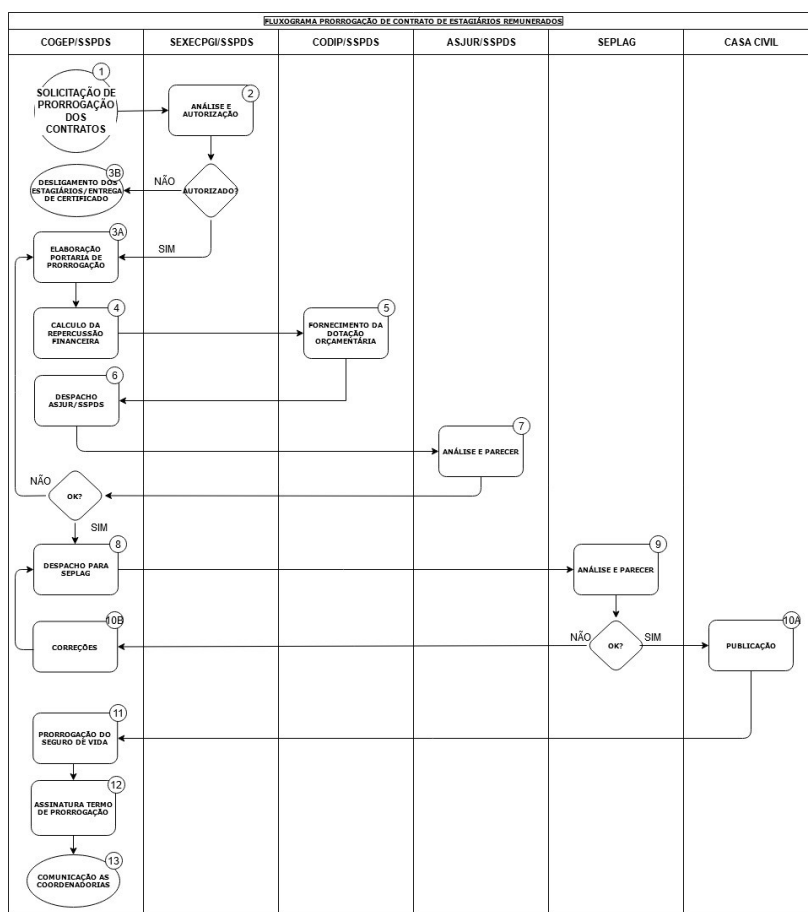 FLUXOGRAMA PRORROGAÇÃO DE CONTRATO DE ESTAGIÁRIOS REMUNERADOS
COGEP/SSPDS
SEXECPGI/SSPDS
CODIP/SSPDS
ASJUR/SSPDS
SEPLAG
CASA CIVIL
1
SOLICITAÇÃO DE
PRORROGAÇÃO
DOS
CONTRATOS
2
ANÁLISE E
AUTORIZAÇÃO
3B
DESLIGAMENTO DOS
ESTAGIÁRIOS/ENTREGA
DE CERTIFICADO
NÃO
AUTORIZADO?
3A
ELABORAÇÃO
PORTARIA DE
PRORROGAÇÃO
SIM
4
CALCULO DA
REPERCUSSÃO
FINANCEIRA
5
FORNECIMENTO DA
DOTAÇÃO
ORÇAMENTÁRIA
6
DESPACHO
ASJUR/SSPDS
7
ANÁLISE E PARECER
NÃO
OK?
SIM
8
DESPACHO PARA
SEPLAG
9
ANÁLISE E PARECER
10B
CORREÇÕES
NÃO
OK?
SIM
10A
PUBLICAÇÃO
11
PRORROGAÇÃO DO
SEGURO DE VIDA
12
ASSINATURA TERMO
DE PRORROGAÇÃO
13
COMUNICAÇÃO AS
COORDENADORIAS